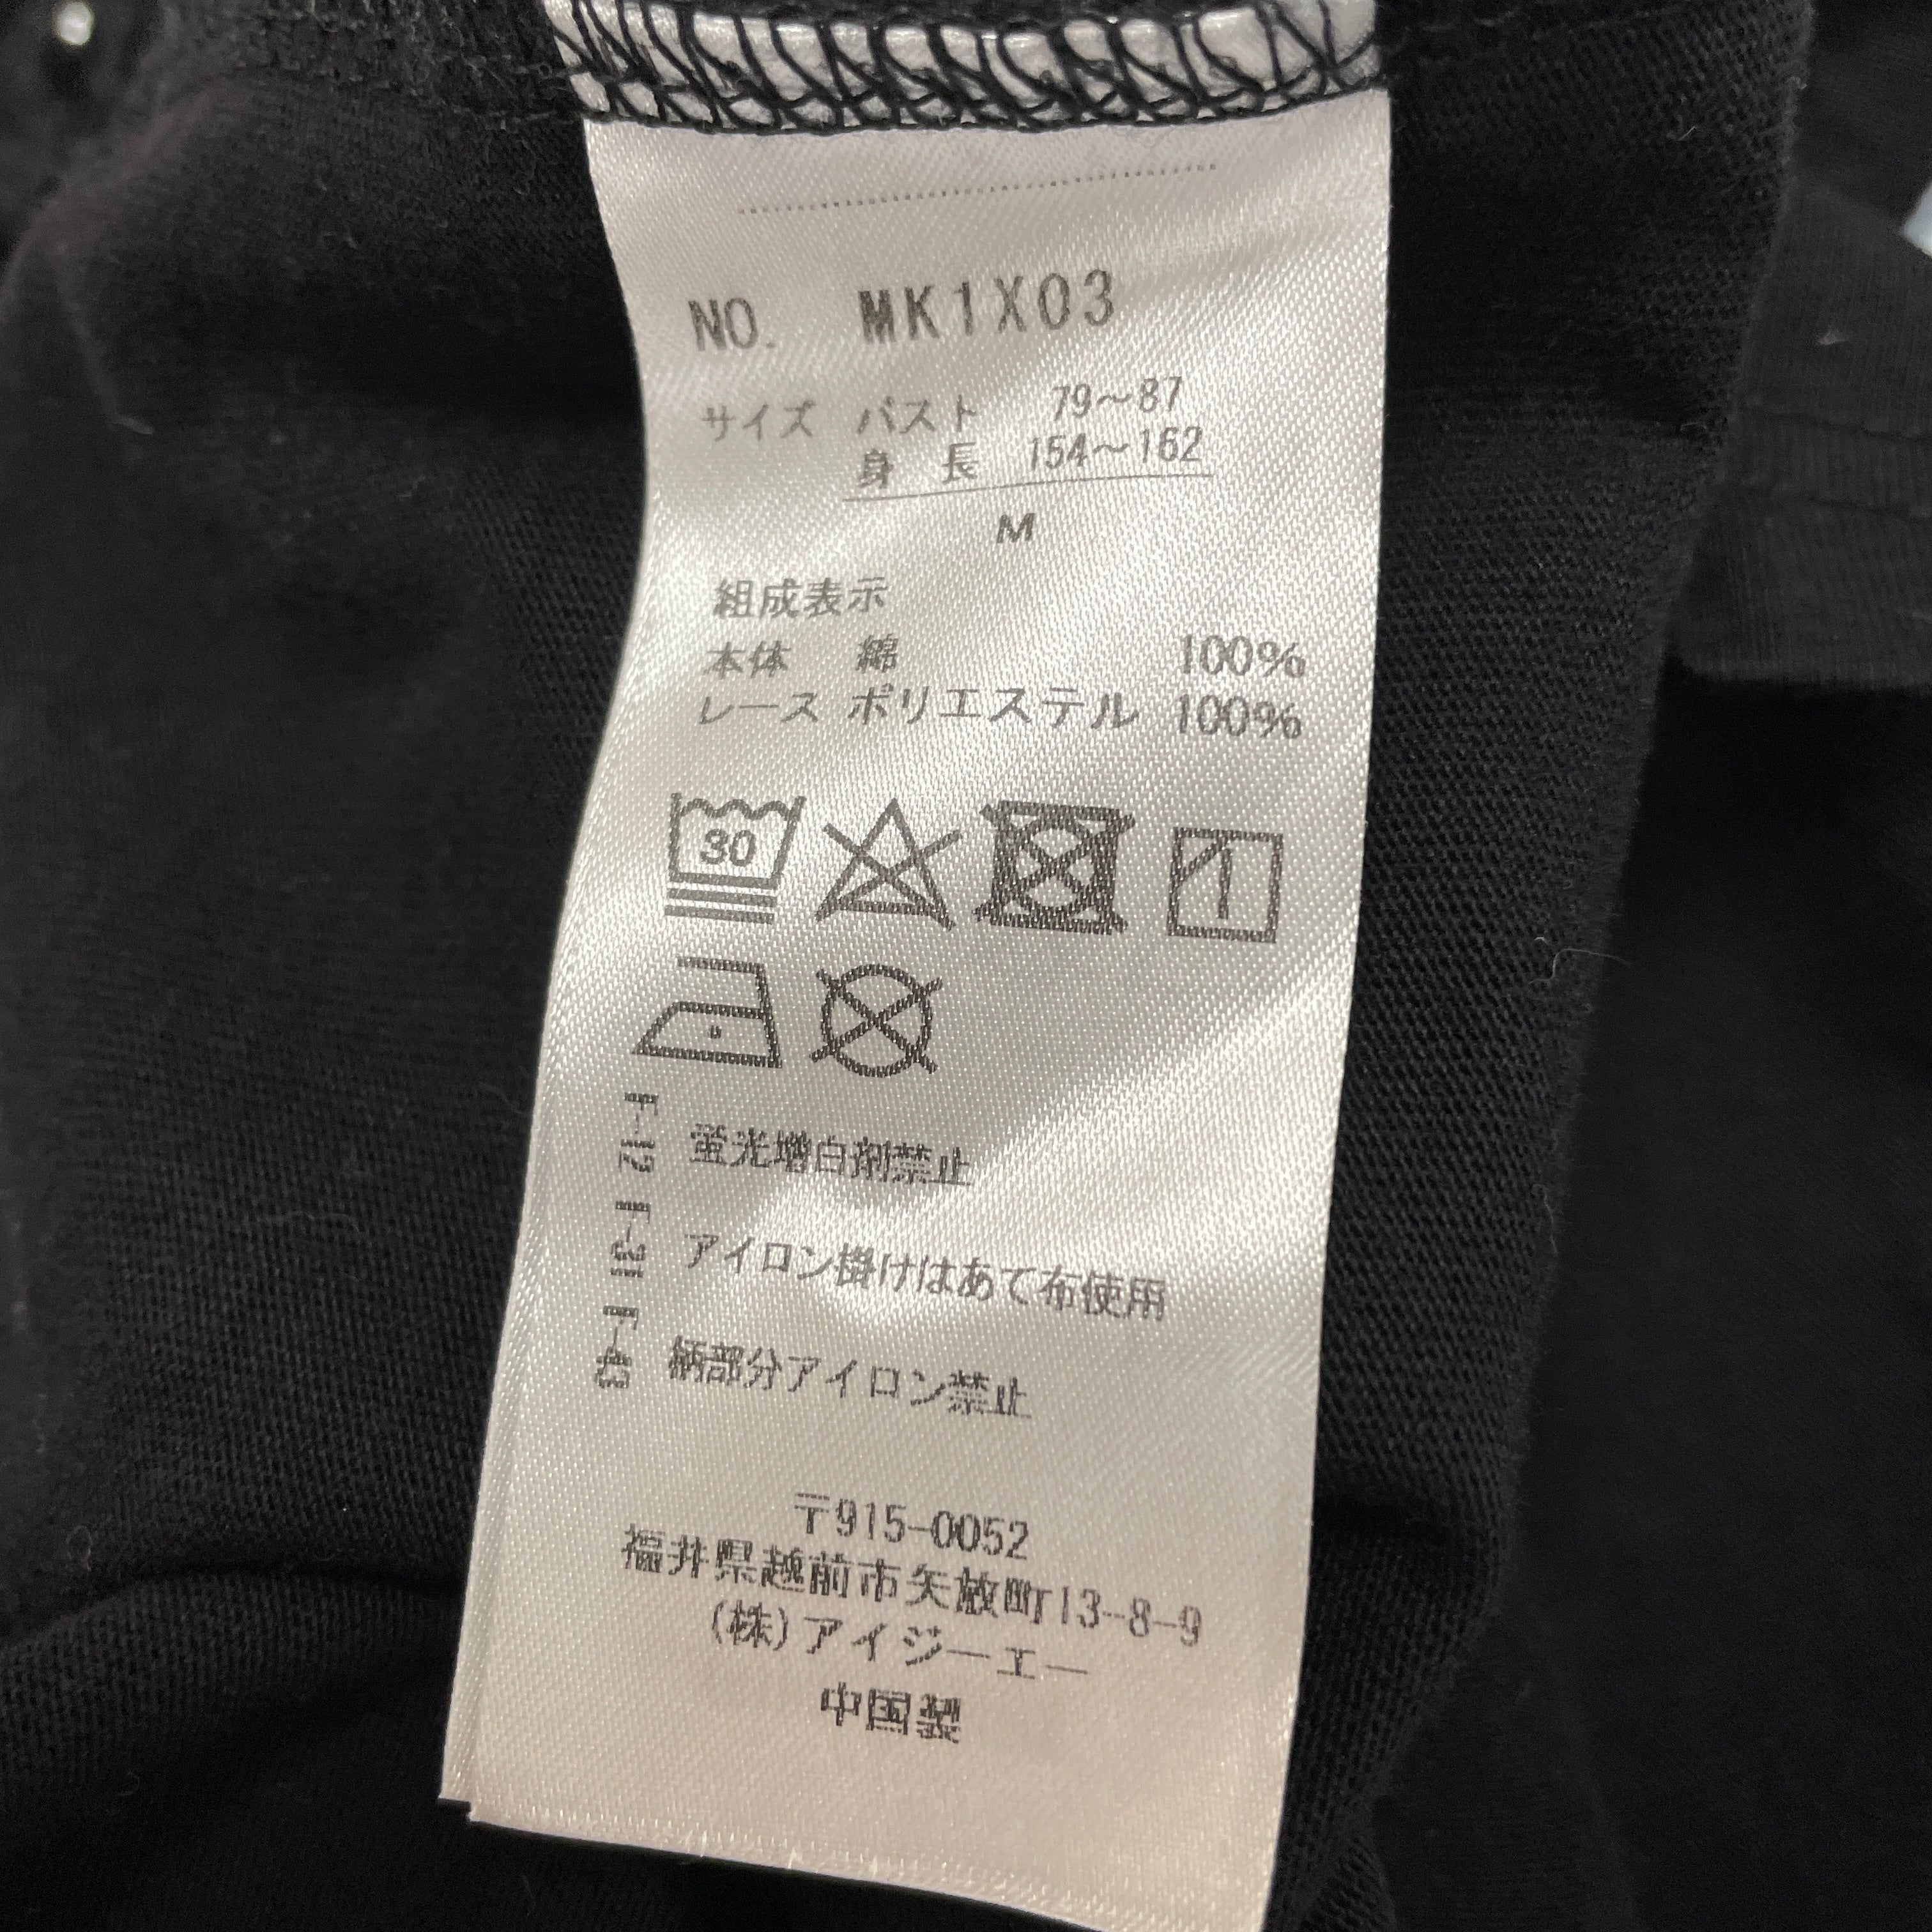 NO. MK1X03
サイズ バスト 79~87
身長 154~162
M
組成表示
本体 綿 100%
レース ポリエステル 100%
30
F-12 蛍光増白剤禁止
F-31 アイロン掛けはあて布使用
F-43 柄部分アイロン禁止
〒915-0052
福井県越前市矢放町13-8-9
(株)アイジーエー
中国製